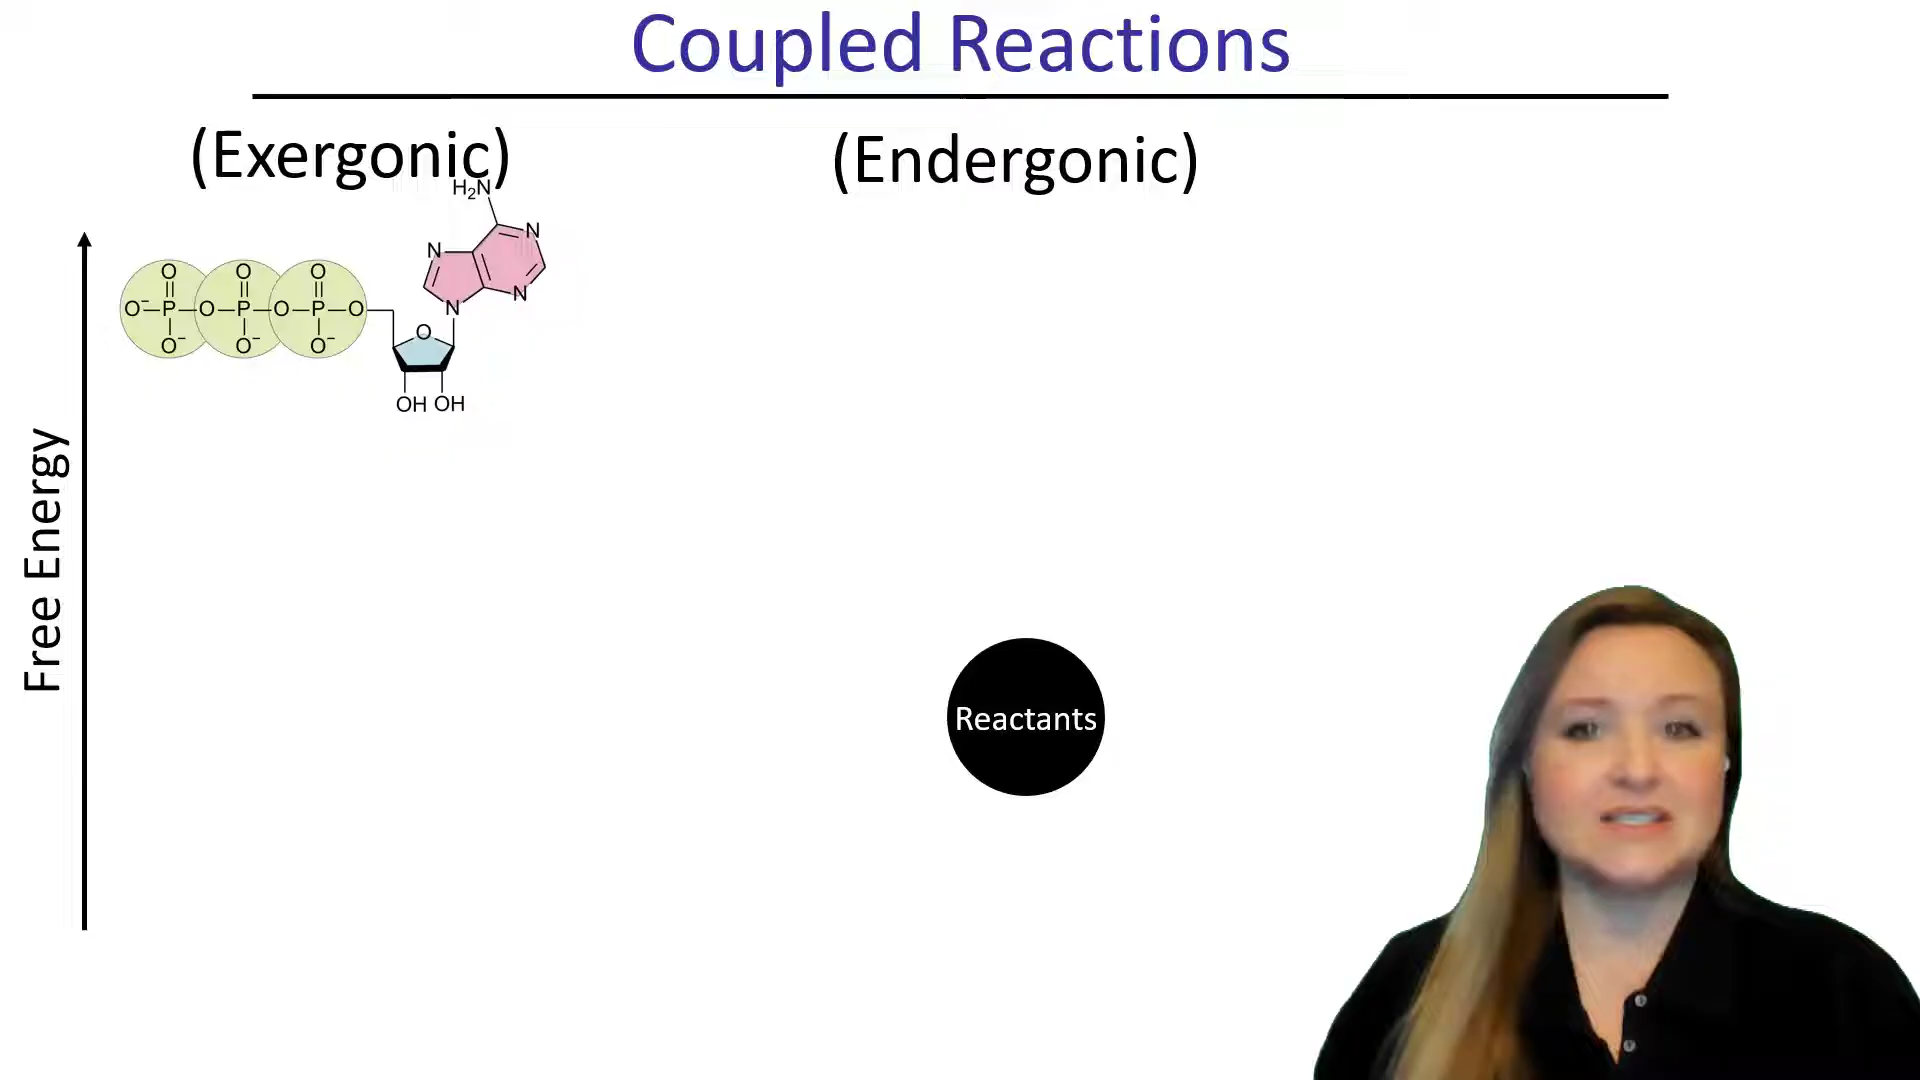 Coupled Reactions
(Exergonic)
(Endergonic)
H₂N
N
N
N
N
O
O
O
O⁻
P
O
P
O
P
O
O⁻
O⁻
O⁻
O
OH
OH
Free Energy
Reactants